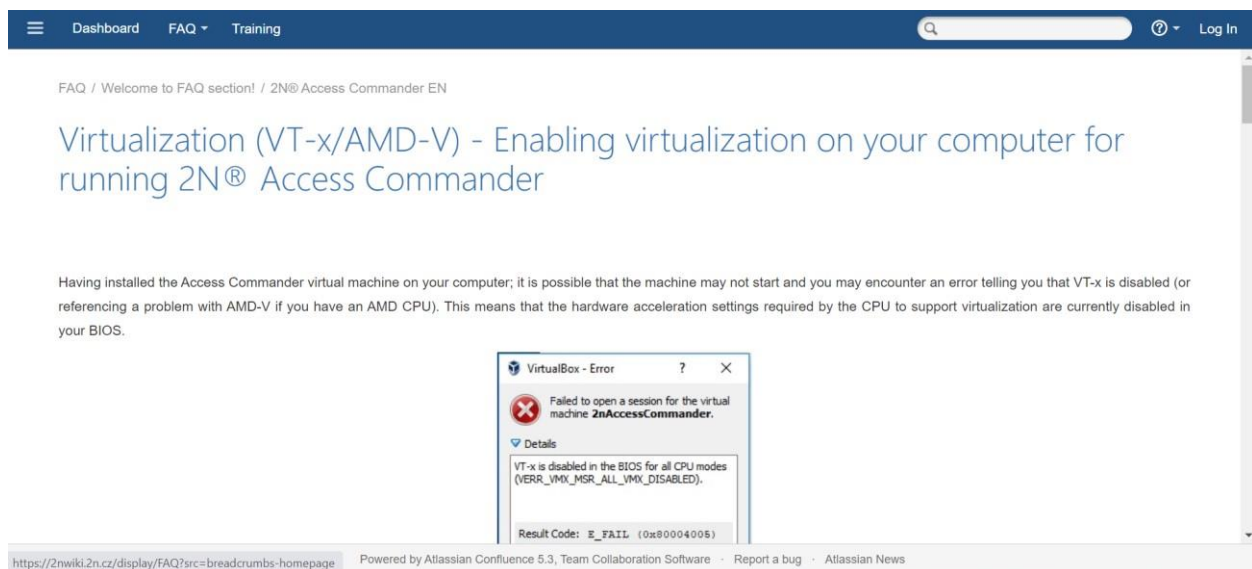 Dashboard FAQ Training Log In
FAQ / Welcome to FAQ section! / 2N® Access Commander EN
Virtualization (VT-x/AMD-V) - Enabling virtualization on your computer for
running 2N® Access Commander
Having installed the Access Commander virtual machine on your computer; it is possible that the machine may not start and you may encounter an error telling you that VT-x is disabled (or
referencing a problem with AMD-V if you have an AMD CPU). This means that the hardware acceleration settings required by the CPU to support virtualization are currently disabled in
your BIOS.
VirtualBox - Error ? X
Failed to open a session for the virtual
machine 2nAccessCommander.
Details
VT-x is disabled in the BIOS for all CPU modes
(VERR_VMX_MSR_ALL_VMX_DISABLED).
Result Code: E_FAIL (0x80004005)
https://2nwiki.2n.cz/display/FAQ?src=breadcrumbs-homepage Powered by Atlassian Confluence 5.3, Team Collaboration Software · Report a bug · Atlassian News